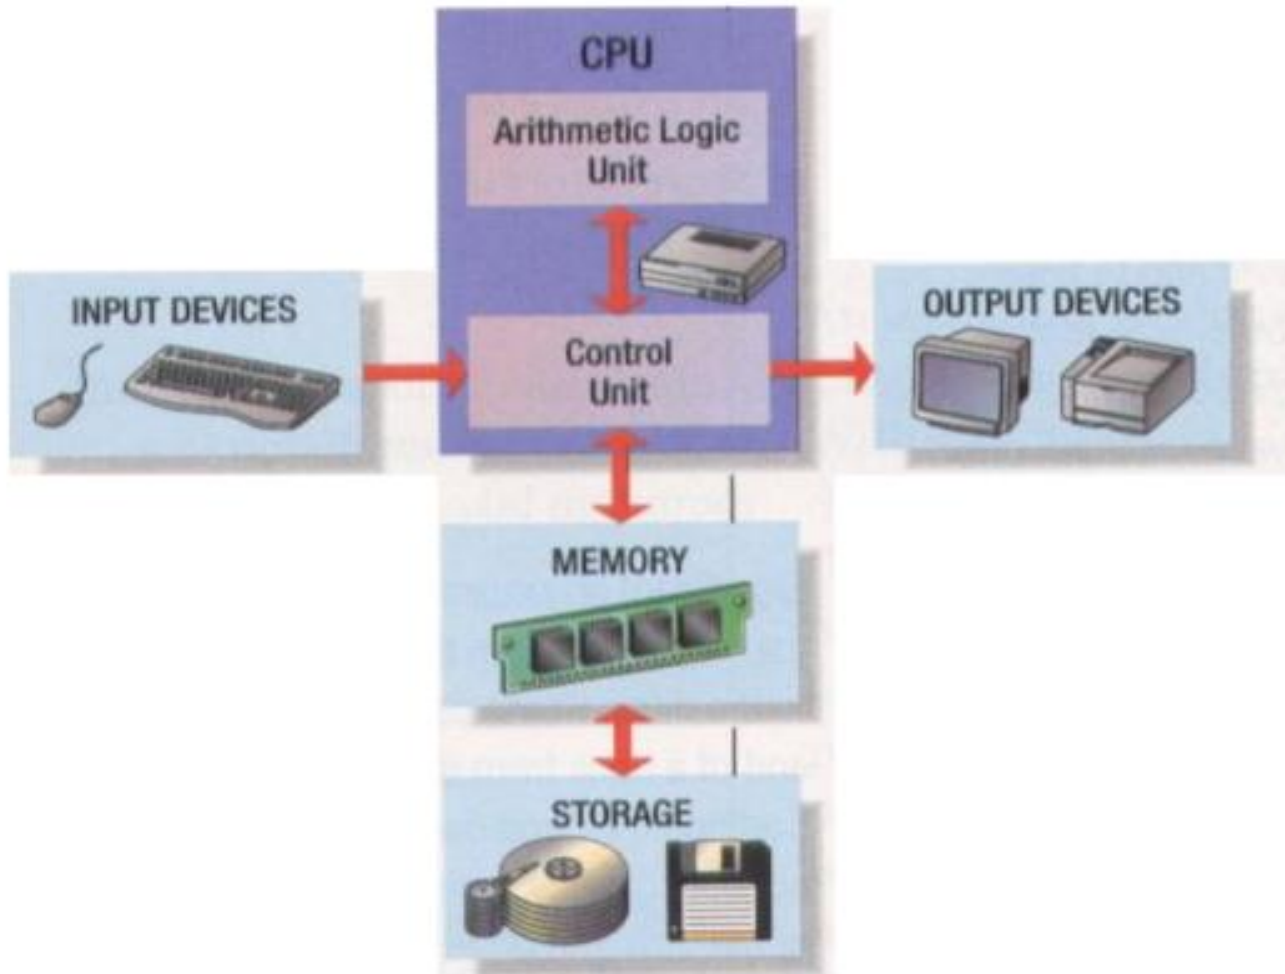 CPU
Arithmetic Logic
Unit
INPUT DEVICES
Control
Unit
OUTPUT DEVICES
MEMORY
STORAGE